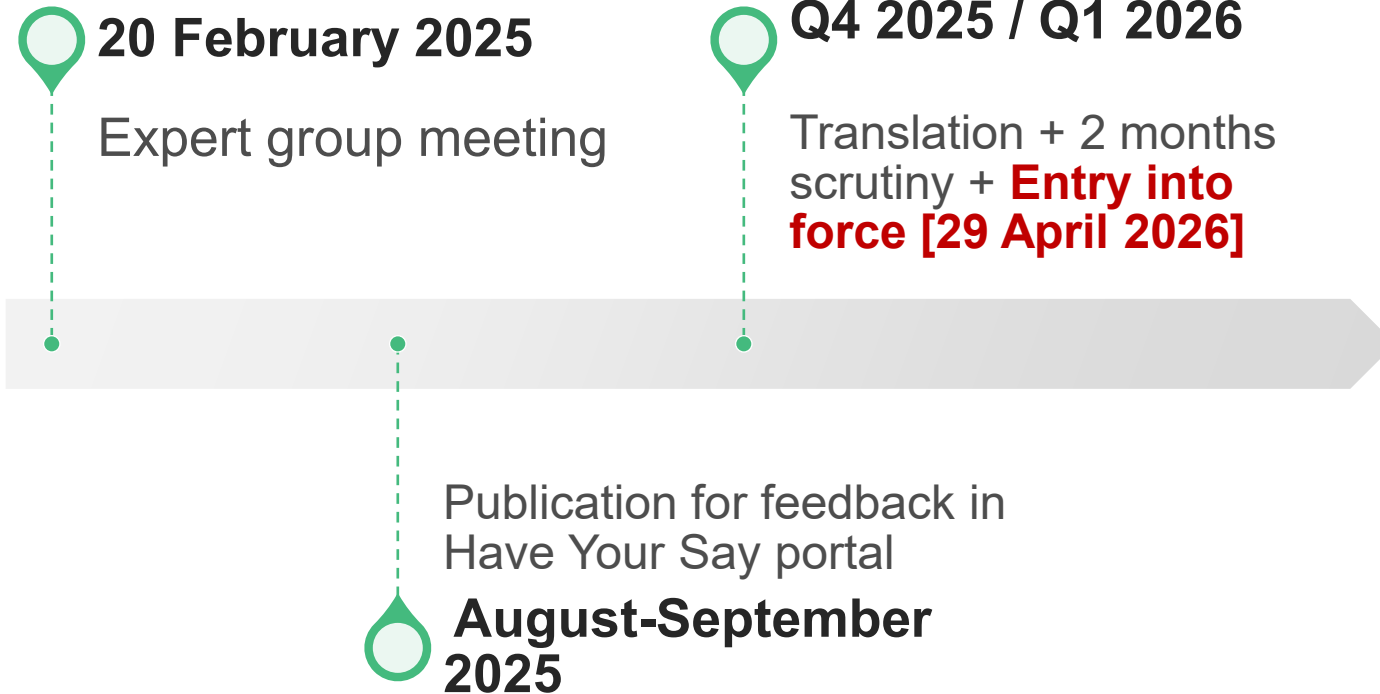 20 February 2025
Expert group meeting
Q4 2025 / Q1 2026
Translation + 2 months
scrutiny + Entry into
force [29 April 2026]
Publication for feedback in
Have Your Say portal
August-September
2025